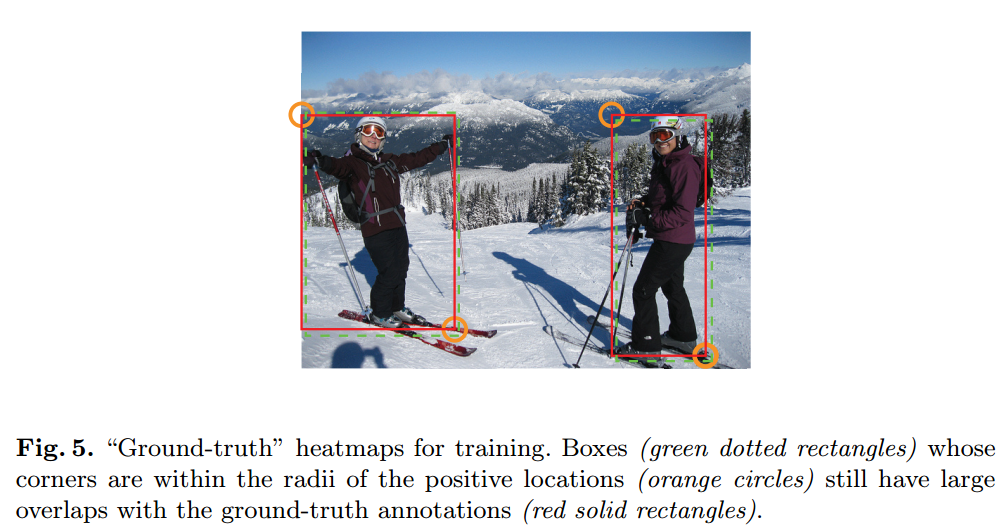 Fig. 5. “Ground-truth” heatmaps for training. Boxes (green dotted rectangles) whose
corners are within the radii of the positive locations (orange circles) still have large
overlaps with the ground-truth annotations (red solid rectangles).